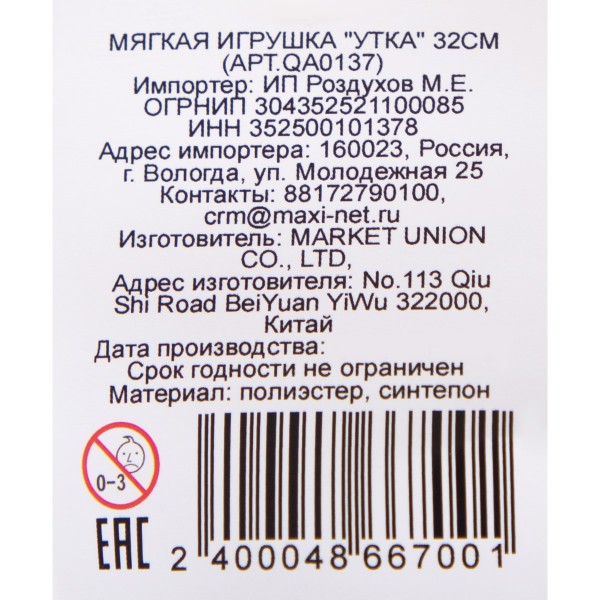 МЯГКАЯ ИГРУШКА "УТКА" 32СМ
(АРТ.QA0137)
Импортер: ИП Роздухов М.Е.
ОГРНИП 304352521100085
ИНН 352500101378
Адрес импортера: 160023, Россия,
г. Вологда, ул. Молодежная 25
Контакты: 88172790100,
crm@maxi-net.ru
Изготовитель: MARKET UNION
CO., LTD,
Адрес изготовителя: No.113 Qiu
Shi Road BeiYuan YiWu 322000,
Китай
Дата производства:
Срок годности не ограничен
Материал: полиэстер, синтепон
0-3
EAC
2 400048 667001